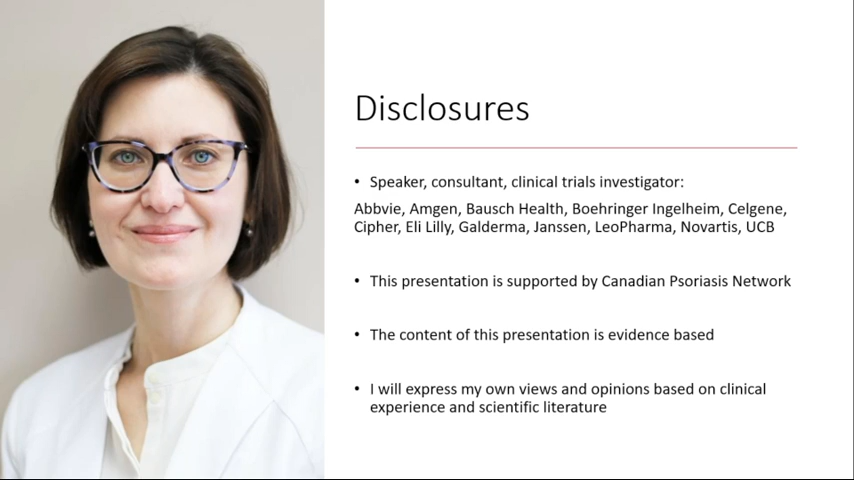 Disclosures
• Speaker, consultant, clinical trials investigator:
Abbvie, Amgen, Bausch Health, Boehringer Ingelheim, Celgene,
Cipher, Eli Lilly, Galderma, Janssen, LeoPharma, Novartis, UCB
• This presentation is supported by Canadian Psoriasis Network
• The content of this presentation is evidence based
• I will express my own views and opinions based on clinical
experience and scientific literature